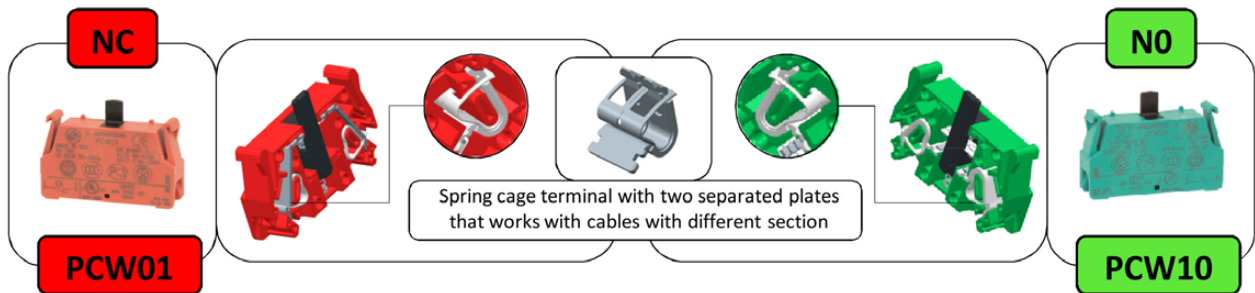 NC
N0
Spring cage terminal with two separated plates
that works with cables with different section
PCW01
PCW10